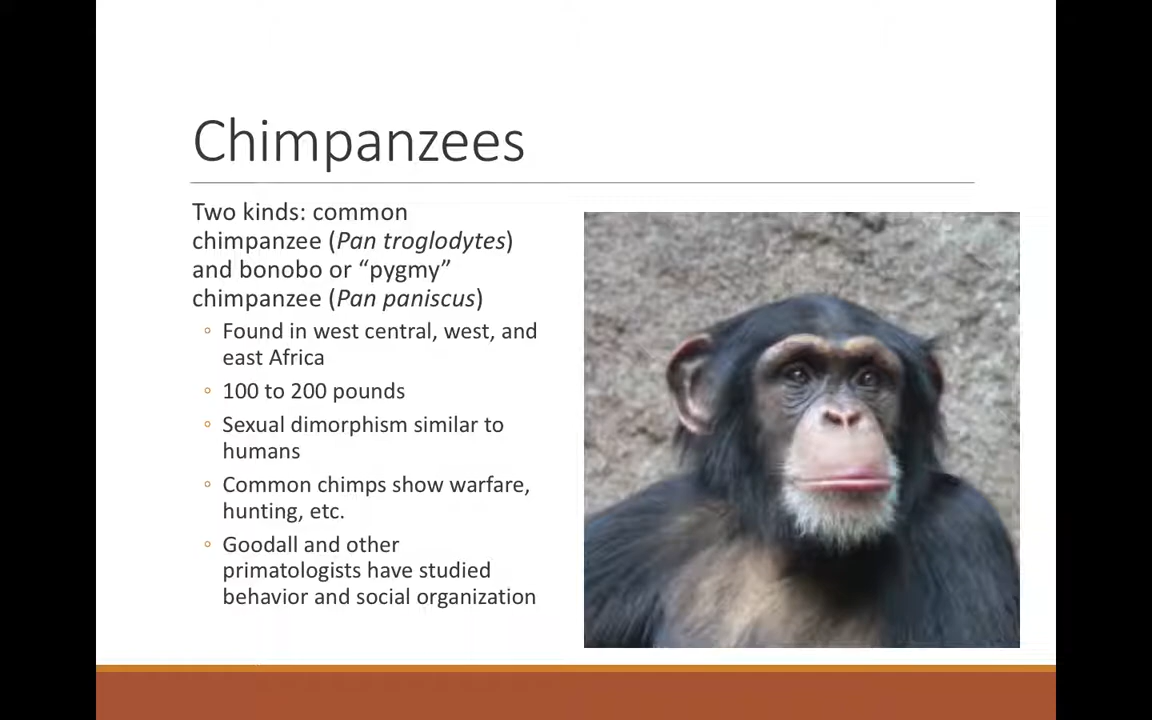 Chimpanzees
Two kinds: common
chimpanzee (Pan troglodytes)
and bonobo or “pygmy”
chimpanzee (Pan paniscus)
◦ Found in west central, west, and
east Africa
◦ 100 to 200 pounds
◦ Sexual dimorphism similar to
humans
◦ Common chimps show warfare,
hunting, etc.
◦ Goodall and other
primatologists have studied
behavior and social organization